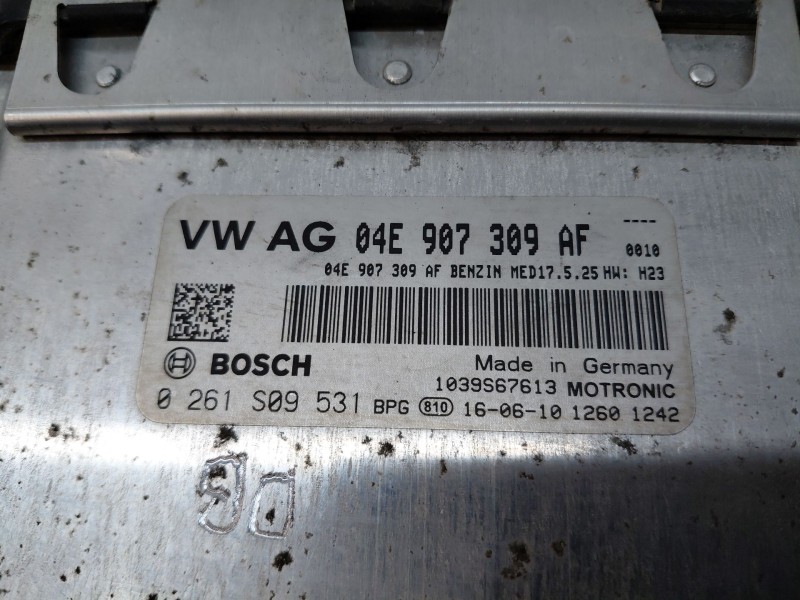 VW AG 04E 907 309 AF ----
0010
04E 907 309 AF BENZIN MED17.5.25 HW: H23
BOSCH
Made in Germany
1039S67613 MOTRONIC
0 261 S09 531 BPG 810 16-06-10 1260 1242